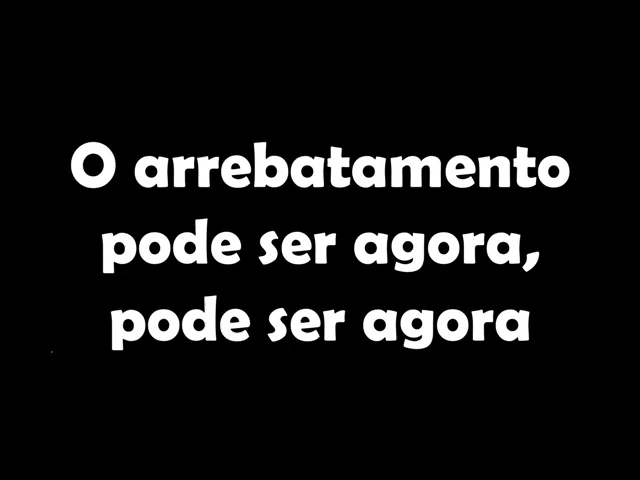 O arrebatamento
pode ser agora,
pode ser agora